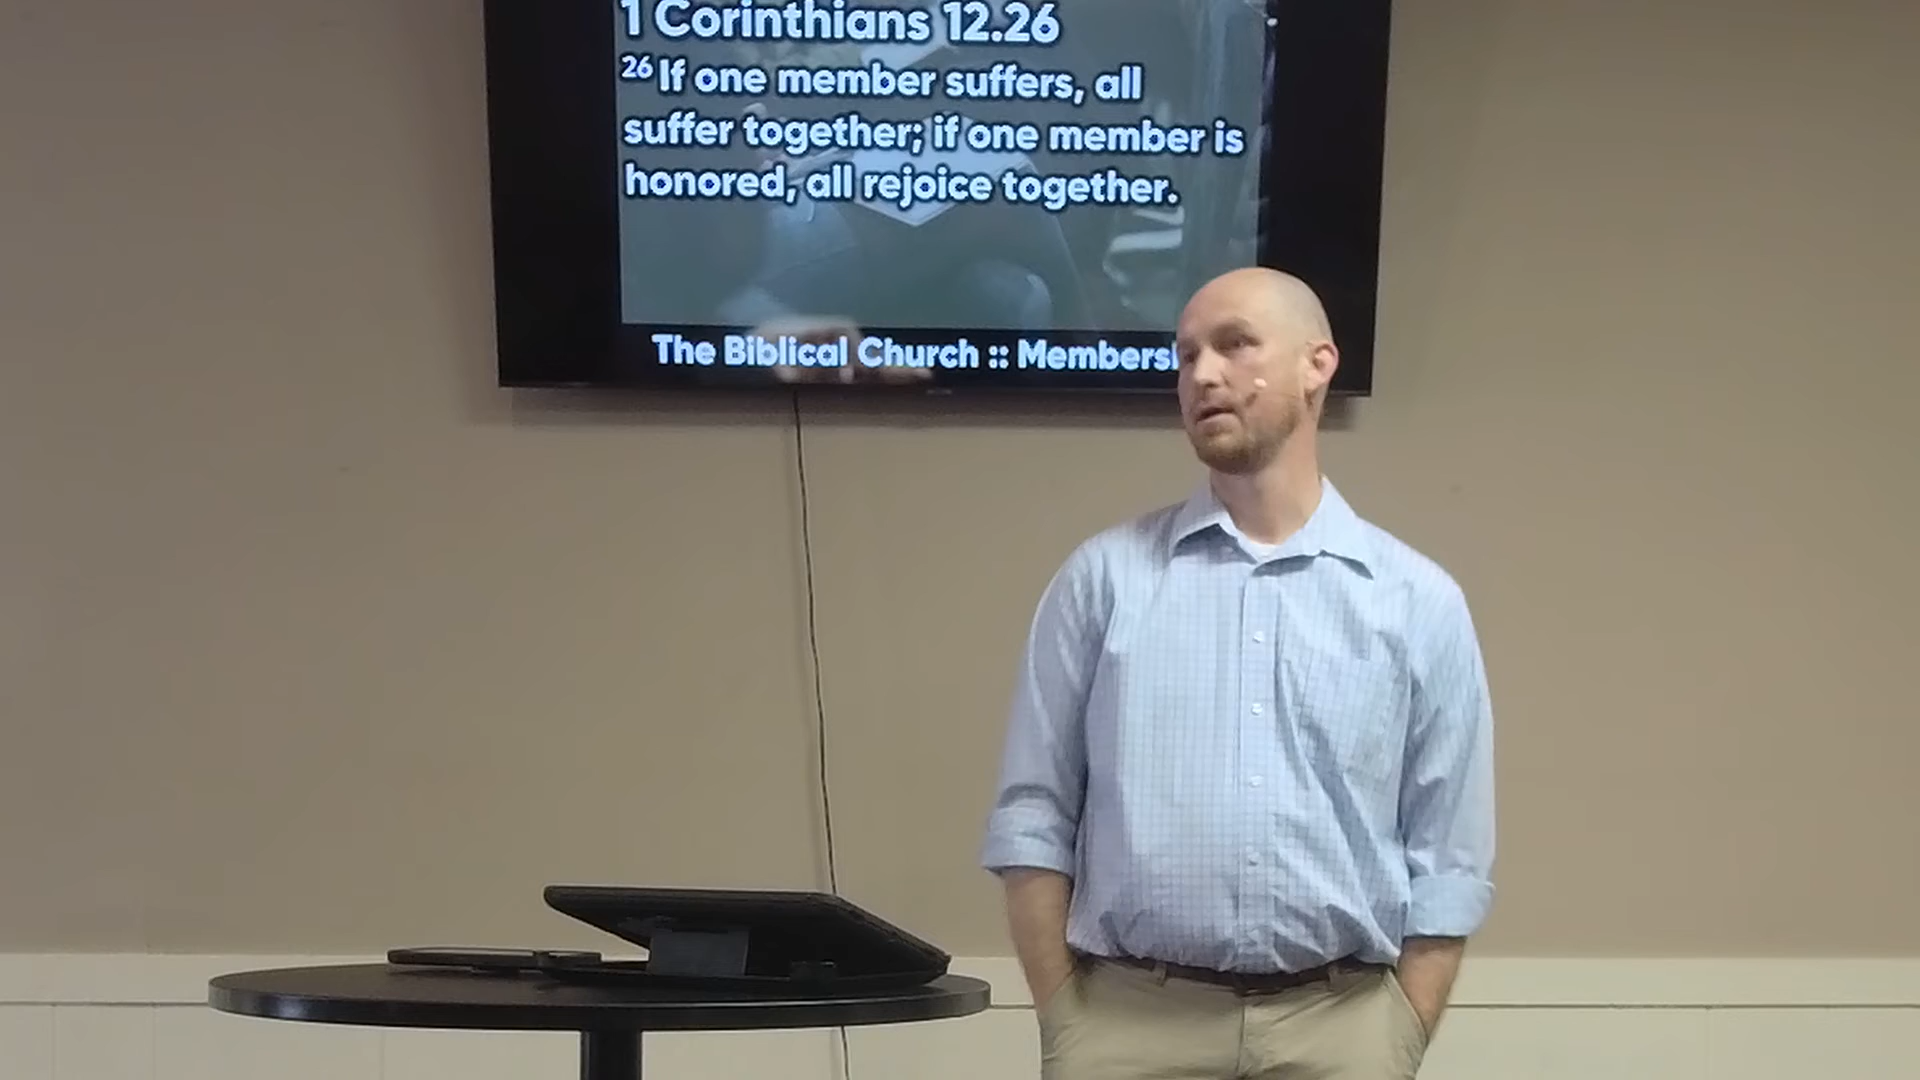 1 Corinthians 12.26
26 If one member suffers, all
suffer together; if one member is
honored, all rejoice together.
The Biblical Church :: Membersh